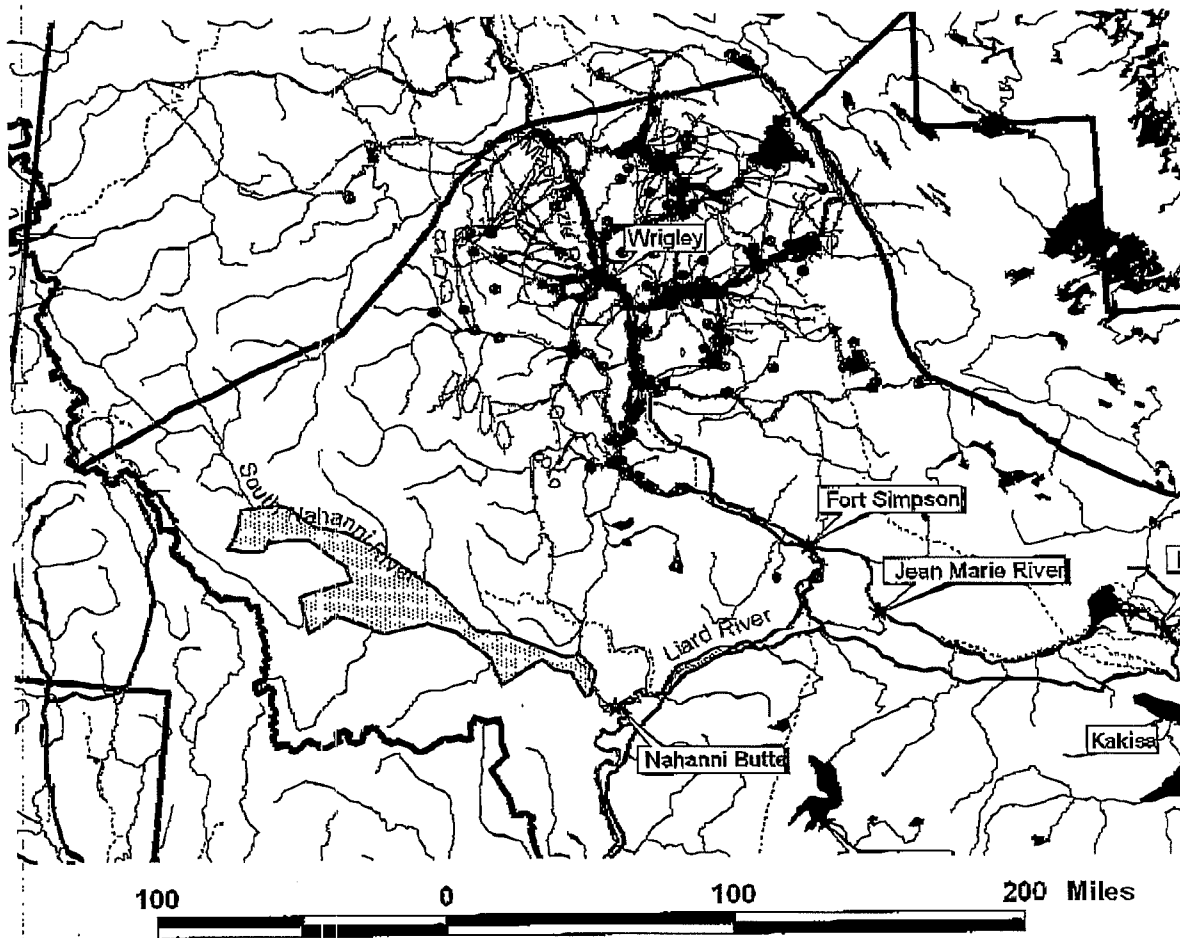 Wrigley
South Nahanni River
Fort Simpson
Jean Marie River
Liard River
Kakisa
Nahanni Butte
100 0 100 200 Miles